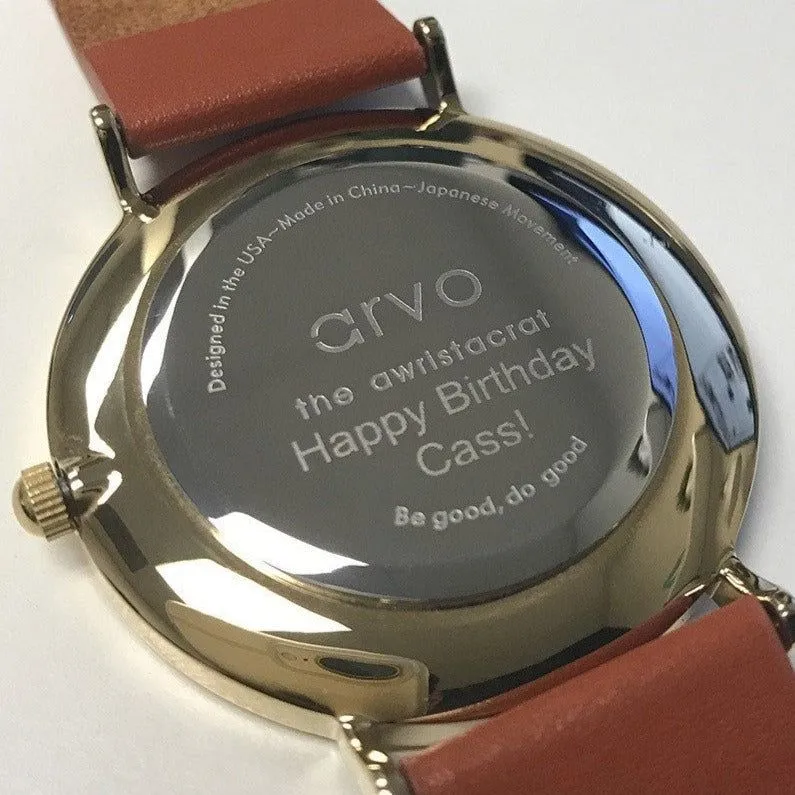 Designed in the USA~Made in China~Japanese Movement
arvo
the awristacrat
Happy Birthday
Cass!
Be good, do good